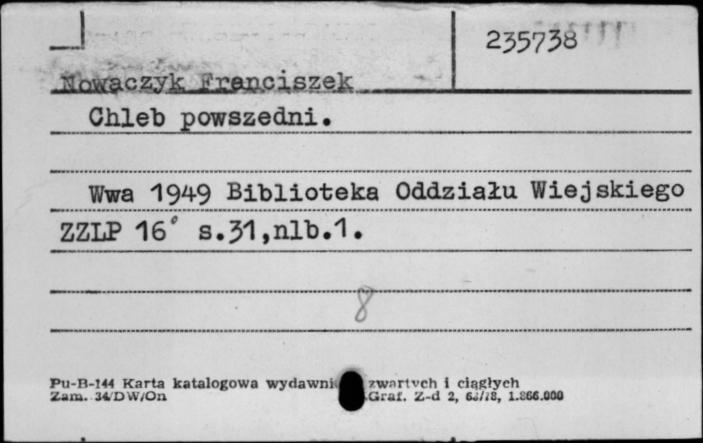 235738
Nowaczyk Franciszek
Chleb powszedni.
Wwa 1949 Biblioteka Oddziału Wiejskiego
ZZLP 16° s.31,nlb.1.
8
Pu-B-144 Karta katalogowa zwartych i ciągłych
Zam. 34/DW/On Graf. Z-d 2, 1.866.000